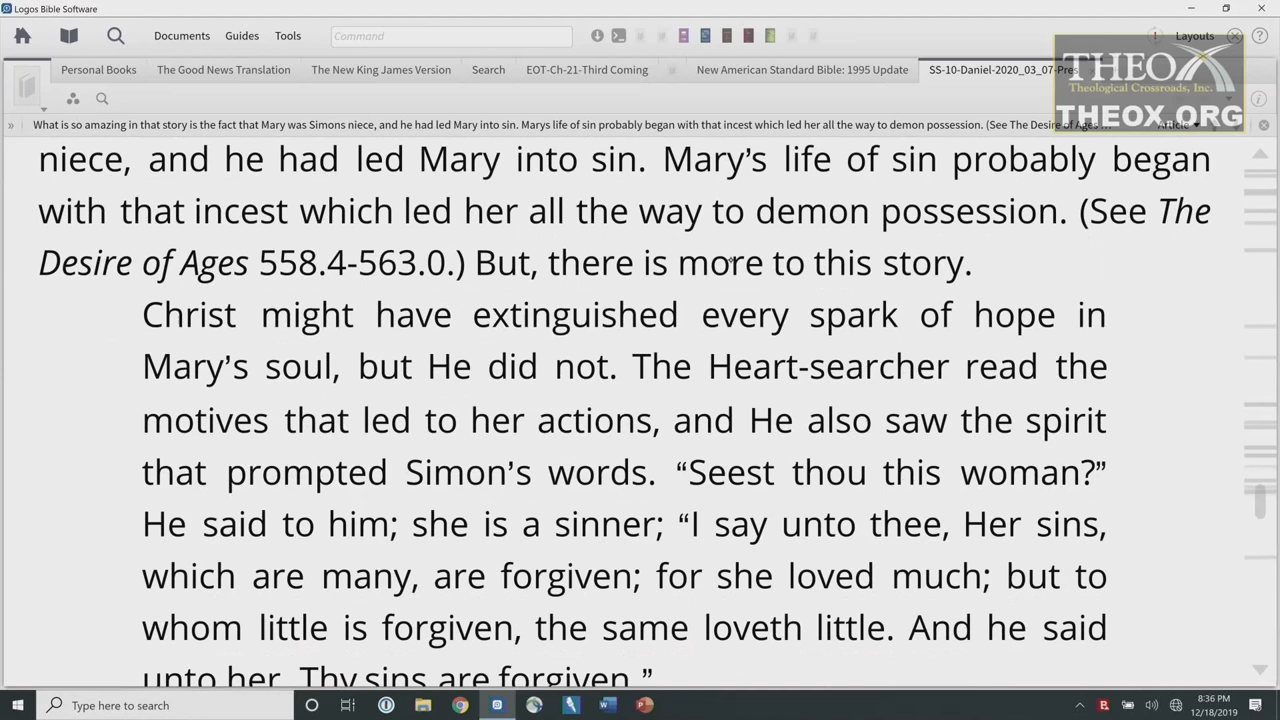 Logos Bible Software
Documents Guides Tools Command 1 Layouts
Personal Books The Good News Translation The New King James Version Search EOT-Ch-21-Third Coming New American Standard Bible: 1995 Update SS-10-Daniel-2020_03_07-Pres
THEOX
Theological Crossroads, Inc.
THEOX.ORG
What is so amazing in that story is the fact that Mary was Simons had led Mary into sin. Mary's life of sin probably began with that incest which led her all the way to demon possession. (See The Desire of Ages ... Article
niece, and he had led Mary into sin. Mary's life of sin probably began
with that incest which led her all the way to demon possession. (See The
Desire of Ages 558.4-563.0.) But, there is more to this story.
Christ might have extinguished every spark of hope in
Mary's soul, but He did not. The Heart-searcher read the
motives that led to her actions, and He also saw the spirit
that prompted Simon's words. “Seest thou this woman?”
He said to him; she is a sinner; “I say unto thee, Her sins,
which are many, are forgiven; for she loved much; but to
whom little is forgiven, the same loveth little. And he said
unto her, Thy sins are forgiven.”
Type here to search
8:36 PM
12/18/2019